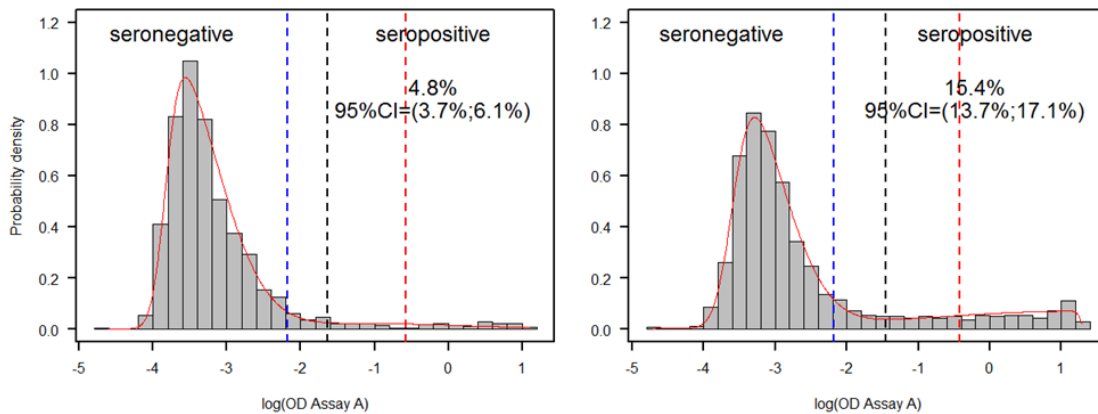 seronegative seropositive
4.8%
95%CI=(3.7%;6.1%)
Probability density
1.2
1.0
0.8
0.6
0.4
0.2
0.0
-5 -4 -3 -2 -1 0 1
log(OD Assay A)
seronegative seropositive
15.4%
95%CI=(13.7%;17.1%)
1.2
1.0
0.8
0.6
0.4
0.2
0.0
-5 -4 -3 -2 -1 0 1
log(OD Assay A)